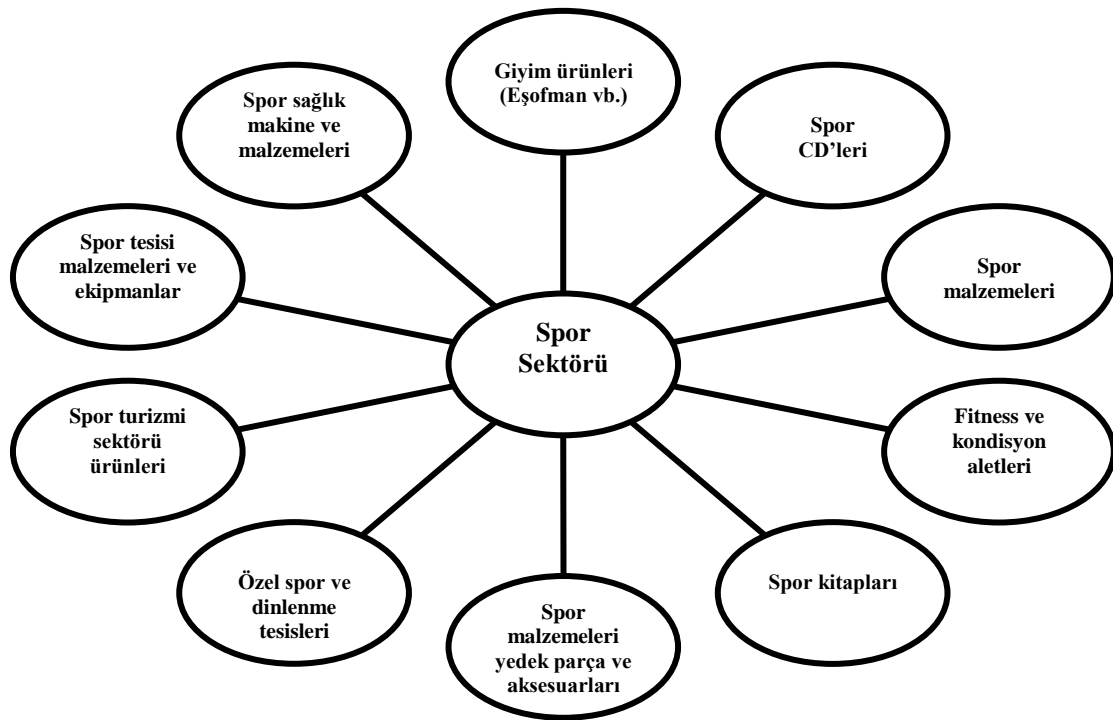 Giyim ürünleri
(Eşofman vb.)
Spor sağlık
makine ve
malzemeleri
Spor
CD’leri
Spor tesisi
malzemeleri ve
ekipmanlar
Spor
malzemeleri
Spor
Sektörü
Spor turizmi
sektörü
ürünleri
Fitness ve
kondisyon
aletleri
Özel spor ve
dinlenme
tesisleri
Spor
malzemeleri
yedek parça ve
aksesuarları
Spor kitapları